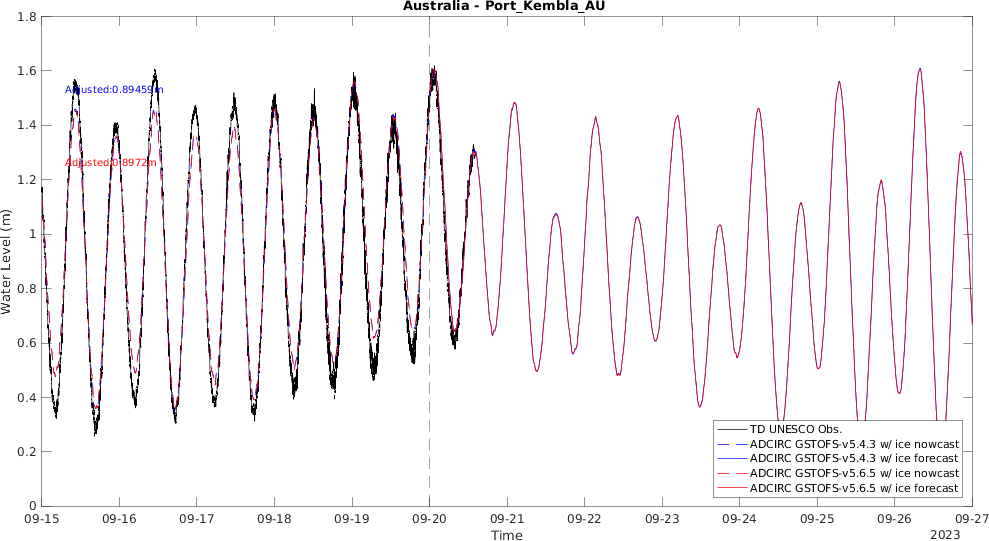 Australia - Port_Kembla_AU
1.8
1.6
1.4
1.2
1
0.8
0.6
0.4
0.2
0
Water Level (m)
Adjusted:0.89459m
Adjusted:0.8972m
TD UNESCO Obs.
ADCIRC GSTOFS-v5.4.3 w/ ice nowcast
ADCIRC GSTOFS-v5.4.3 w/ ice forecast
ADCIRC GSTOFS-v5.6.5 w/ ice nowcast
ADCIRC GSTOFS-v5.6.5 w/ ice forecast
09-15 09-16 09-17 09-18 09-19 09-20 09-21 09-22 09-23 09-24 09-25 09-26 09-27
Time
2023